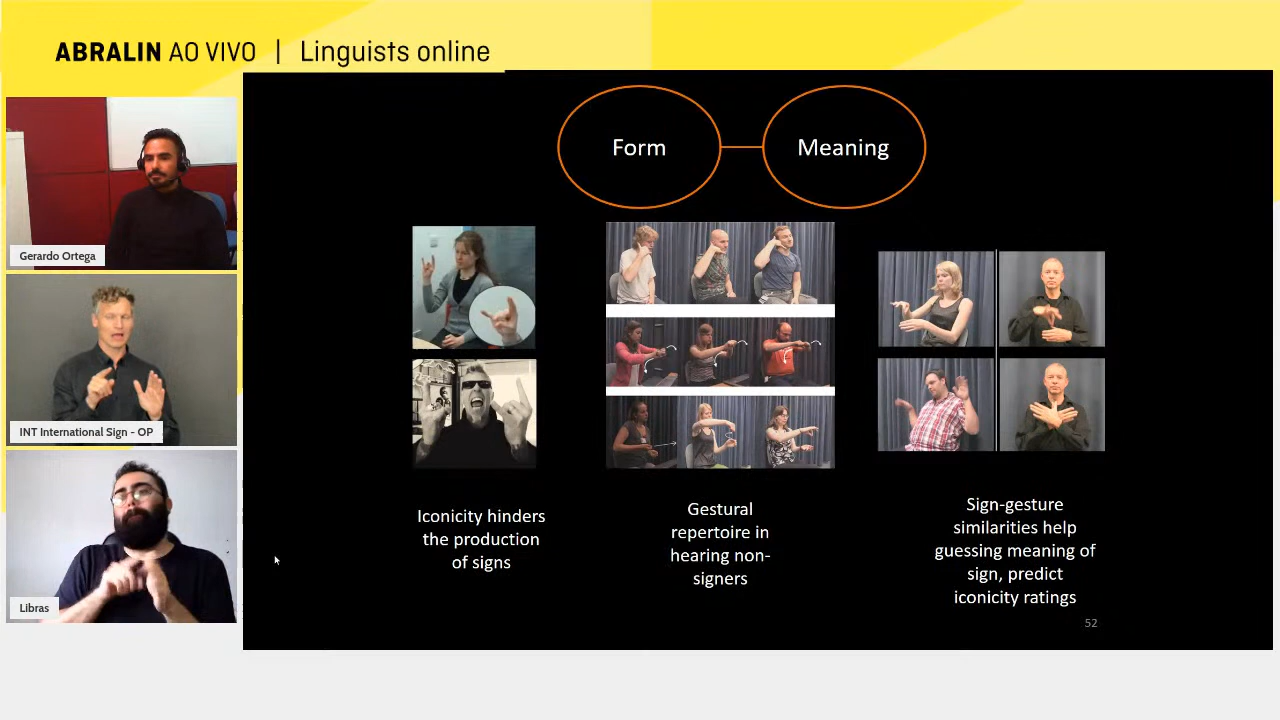 ABRALIN AO VIVO | Linguists online
Gerardo Ortega
INT International Sign - OP
Libras
Form
Meaning
Iconicity hinders
the production
of signs
Gestural
repertoire in
hearing non-
signers
Sign-gesture
similarities help
guessing meaning of
sign, predict
iconicity ratings
52